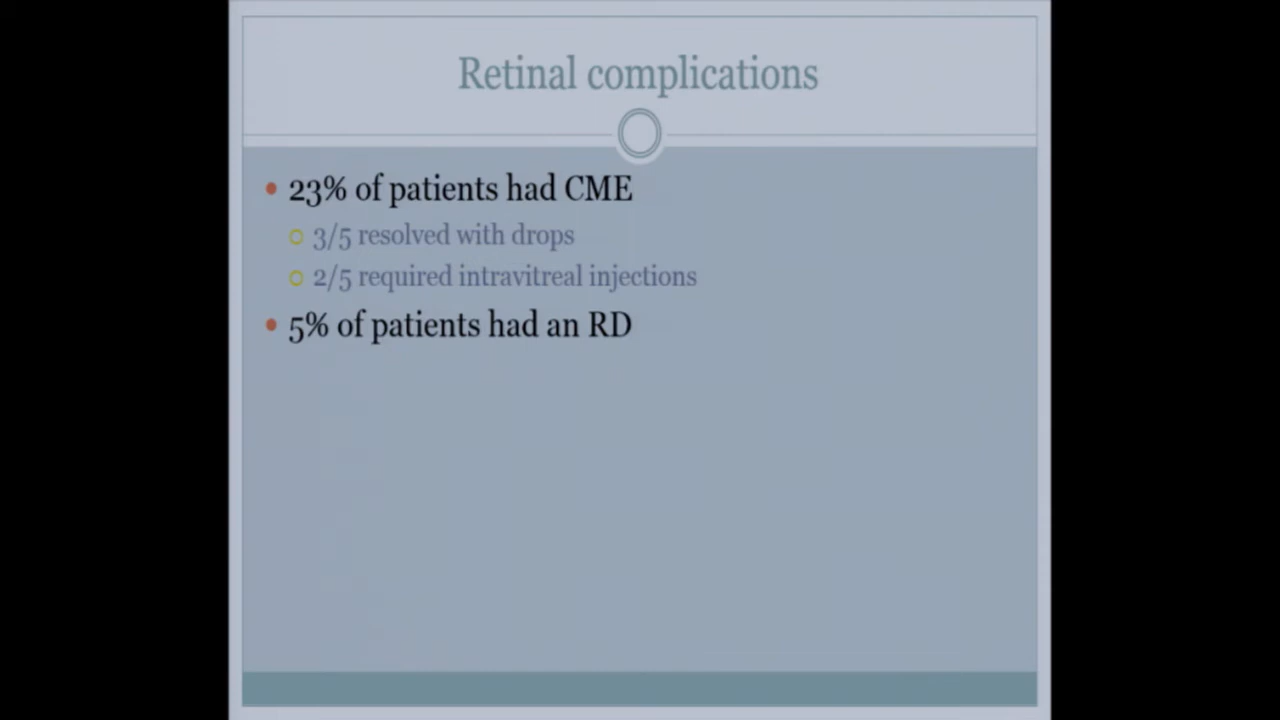 Retinal complications
23% of patients had CME
3/5 resolved with drops
2/5 required intravitreal injections
5% of patients had an RD